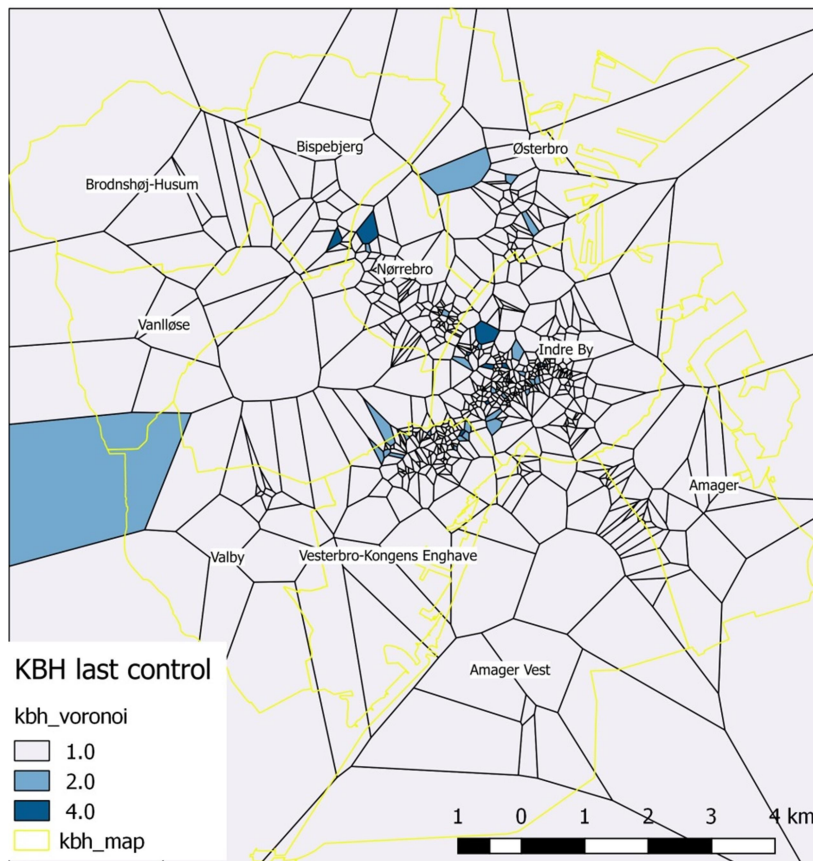 Bispebjerg
Østerbro
Brodnshøj-Husum
Nørrebro
Vanlløse
Indre By
Amager
Valby
Vesterbro-Kongens Enghave
Amager Vest
KBH last control
kbh_voronoi
1.0
2.0
4.0
kbh_map
1 0 1 2 3 4 km